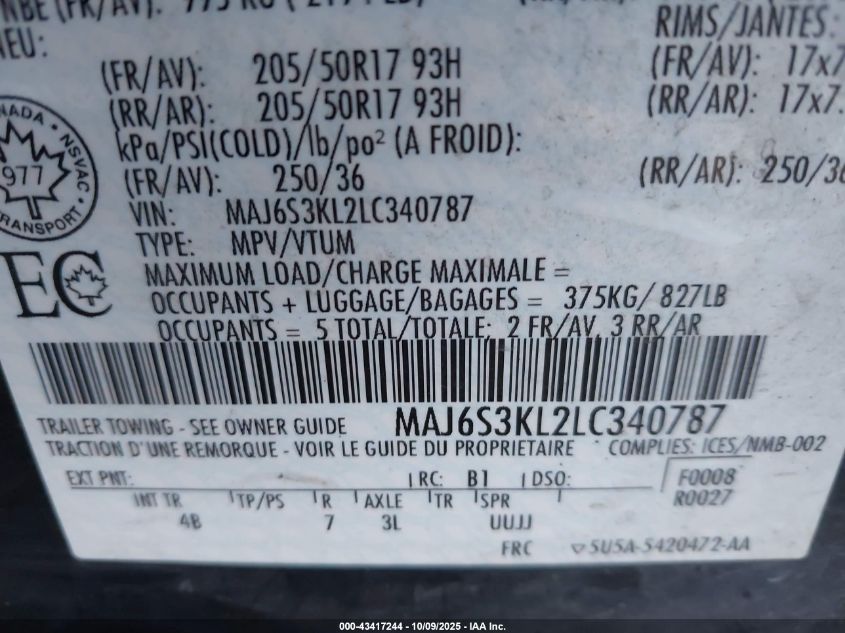 RIMS/JANTES:
(FR/AV): 205/50R17 93H (FR/AV): 17x7
(RR/AR): 205/50R17 93H (RR/AR): 17x7.
kPa/PSI(COLD)/lb/po² (A FROID):
(FR/AV): 250/36 (RR/AR): 250/36
VIN: MAJ6S3KL2LC340787
TYPE: MPV/VTUM
NSVAC
977
TRANSPORT
EC
MAXIMUM LOAD/CHARGE MAXIMALE =
OCCUPANTS + LUGGAGE/BAGAGES = 375KG/ 827LB
OCCUPANTS = 5 TOTAL/TOTALE; 2 FR/AV, 3 RR/AR
TRAILER TOWING - SEE OWNER GUIDE MAJ6S3KL2LC340787
TRACTION D'UNE REMORQUE - VOIR LE GUIDE DU PROPRIETAIRE COMPLIES: ICES/NMB-002
EXT PNT: RC: B1 DSO: F0008
R0027
INT TR TP/PS R AXLE TR SPR
4B 7 3L UUJJ
FRC 5U5A-5420472-AA
000-43417244 - 10/09/2025 - IAA Inc.